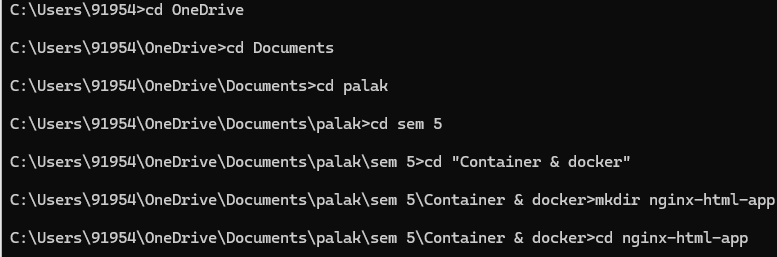 C:\Users\91954>cd OneDrive
C:\Users\91954\OneDrive>cd Documents
C:\Users\91954\OneDrive\Documents>cd palak
C:\Users\91954\OneDrive\Documents\palak>cd sem 5
C:\Users\91954\OneDrive\Documents\palak\sem 5>cd "Container & docker"
C:\Users\91954\OneDrive\Documents\palak\sem 5\Container & docker>mkdir nginx-html-app
C:\Users\91954\OneDrive\Documents\palak\sem 5\Container & docker>cd nginx-html-app